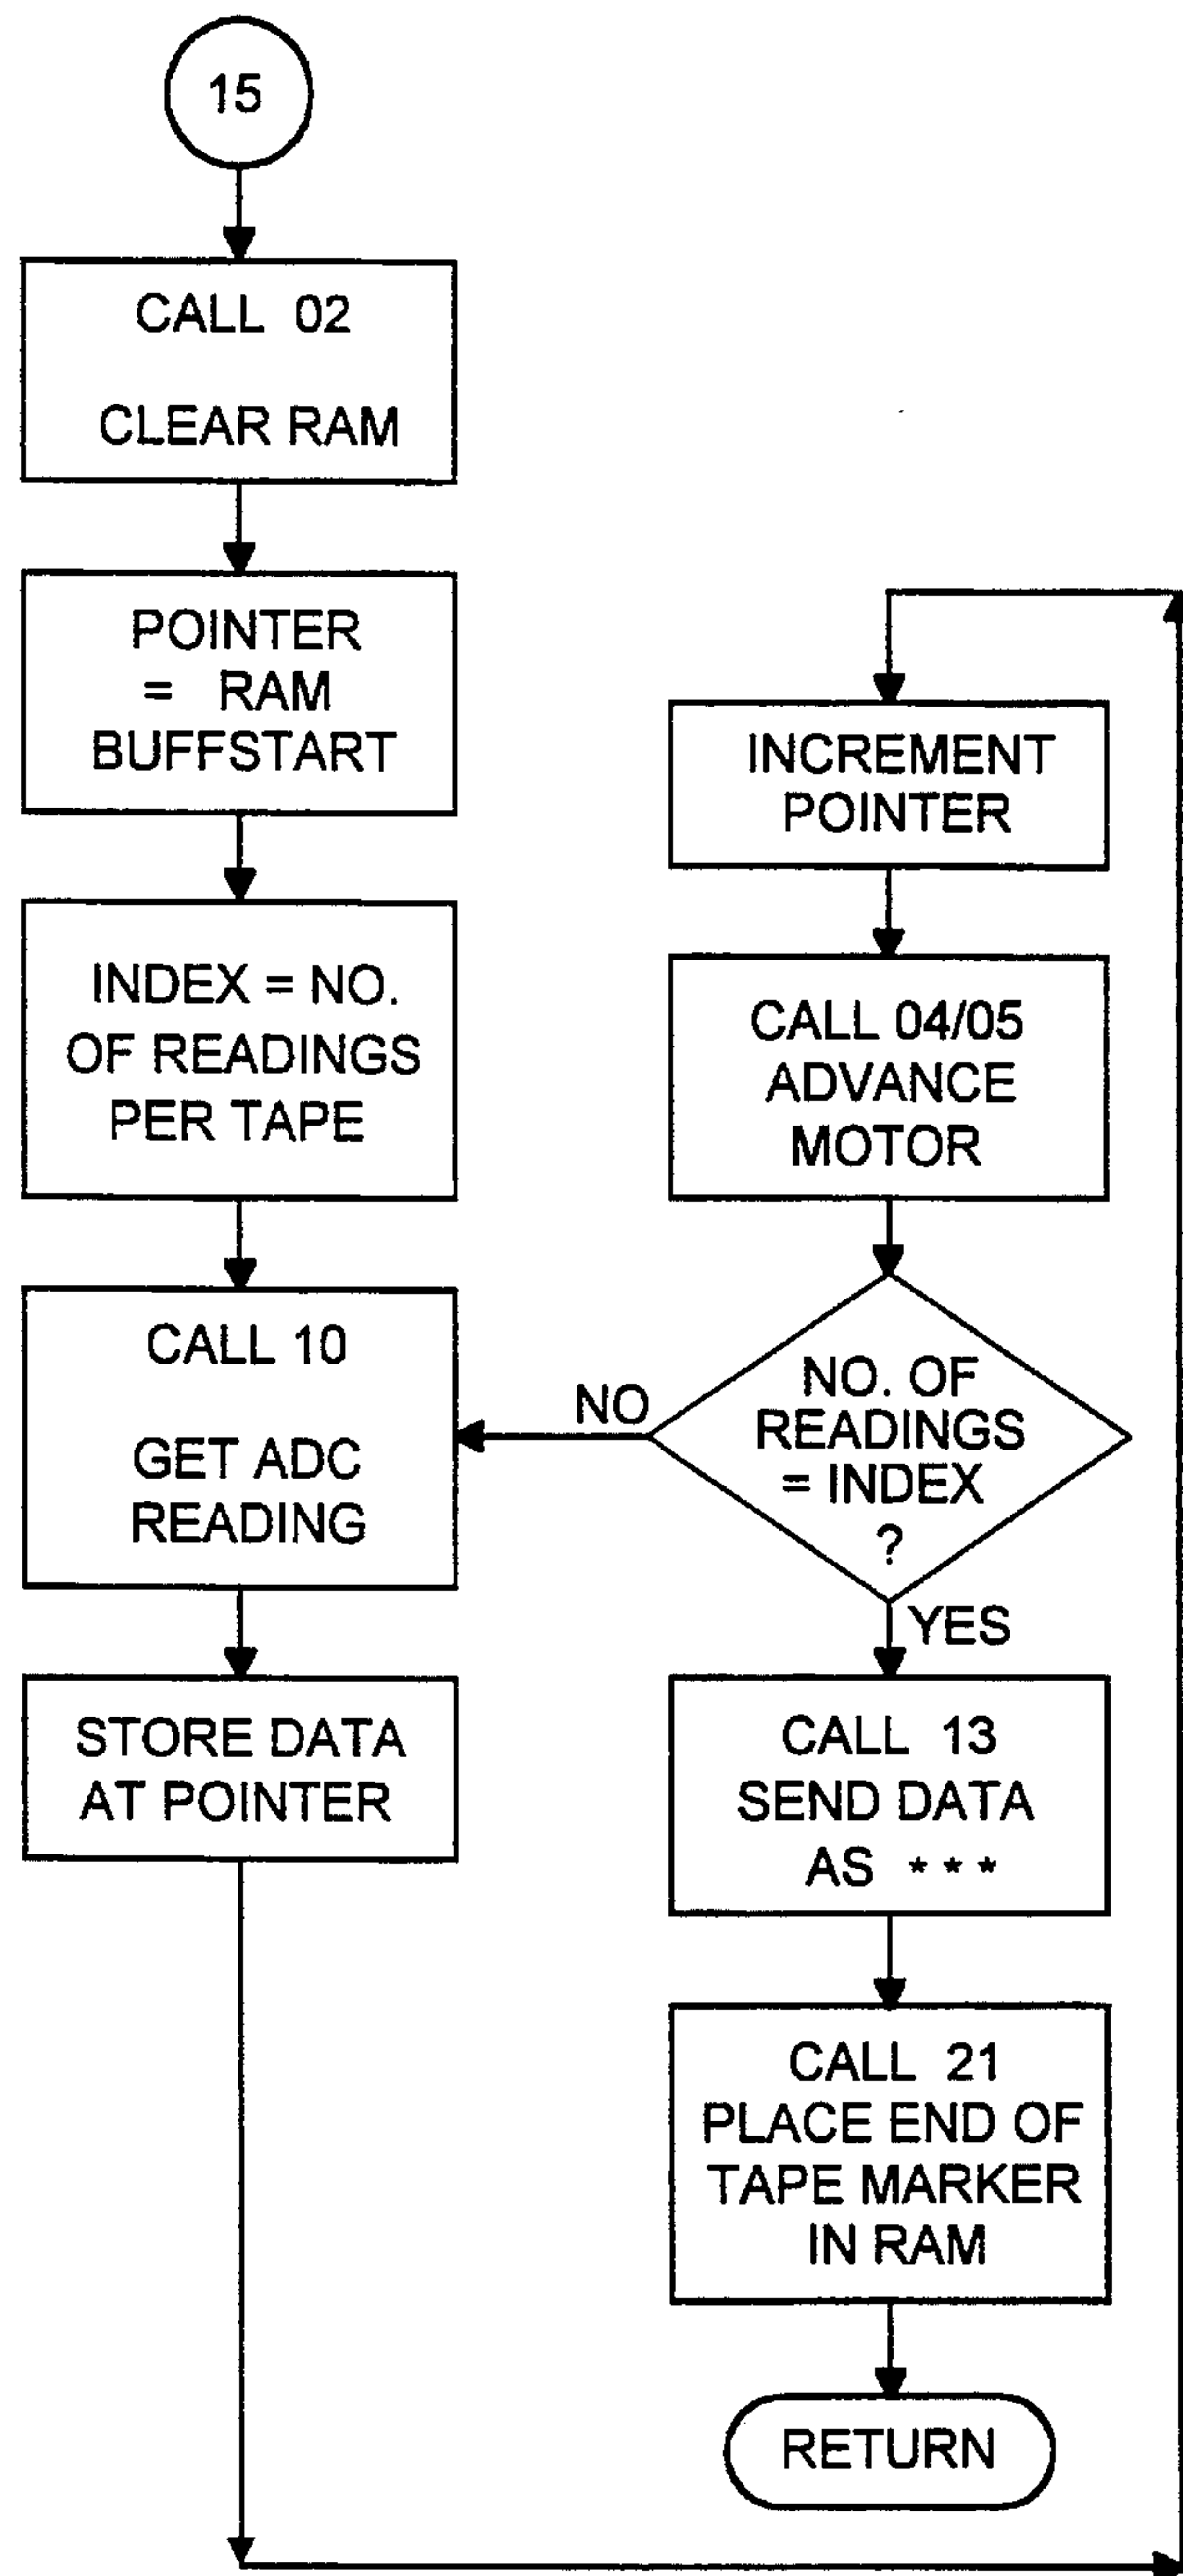 15
CALL 02
CLEAR RAM
POINTER
= RAM
BUFFSTART
INDEX = NO.
OF READINGS
PER TAPE
CALL 10
GET ADC
READING
STORE DATA
AT POINTER
INCREMENT
POINTER
CALL 04/05
ADVANCE
MOTOR
NO. OF
READINGS
= INDEX
?
NO
YES
CALL 13
SEND DATA
AS * * *
CALL 21
PLACE END OF
TAPE MARKER
IN RAM
RETURN